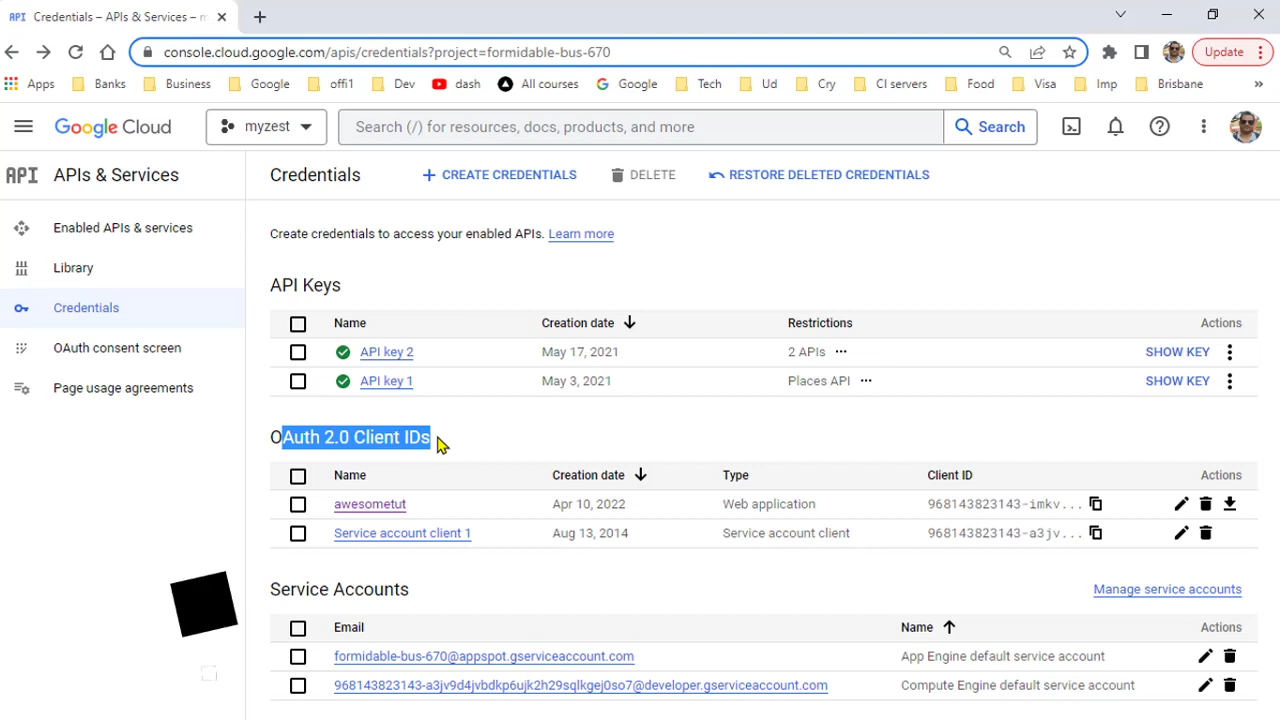 API Credentials – APIs & Services – m
console.cloud.google.com/apis/credentials?project=formidable-bus-670
Update
Apps Banks Business Google offi1 Dev dash All courses Google Tech Ud Cry CI servers Food Visa Imp Brisbane »
Google Cloud myzest Search (/) for resources, docs, products, and more Search
API APIs & Services
Credentials + CREATE CREDENTIALS DELETE RESTORE DELETED CREDENTIALS
Enabled APIs & services
Library
Credentials
OAuth consent screen
Page usage agreements
Create credentials to access your enabled APIs. Learn more
API Keys
Name Creation date Restrictions Actions
API key 2 May 17, 2021 2 APIs ... SHOW KEY
API key 1 May 3, 2021 Places API ... SHOW KEY
OAuth 2.0 Client IDs
Name Creation date Type Client ID Actions
awesometut Apr 10, 2022 Web application 968143823143-imkv...
Service account client 1 Aug 13, 2014 Service account client 968143823143-a3jv...
Service Accounts Manage service accounts
Email Name Actions
formidable-bus-670@appspot.gserviceaccount.com App Engine default service account
968143823143-a3jv9d4jvbdkp6ujk2h29sqlkgej0so7@developer.gserviceaccount.com Compute Engine default service account